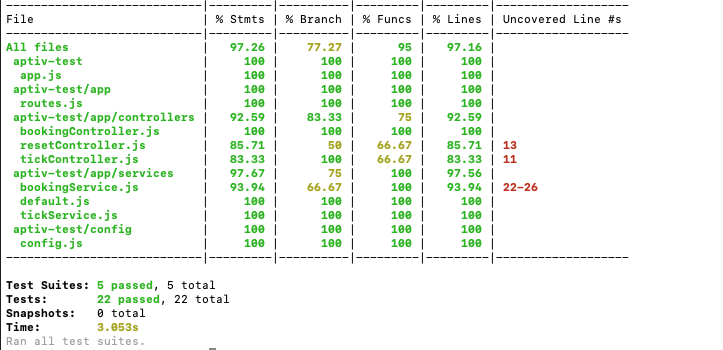 ---------------------------|---------|----------|---------|---------|-------------------
File                       | % Stmts | % Branch | % Funcs | % Lines | Uncovered Line #s
---------------------------|---------|----------|---------|---------|-------------------
All files                  |   97.26 |    77.27 |      95 |   97.16 |
 aptiv-test                |     100 |      100 |     100 |     100 |
  app.js                   |     100 |      100 |     100 |     100 |
 aptiv-test/app            |     100 |      100 |     100 |     100 |
  routes.js                |     100 |      100 |     100 |     100 |
 aptiv-test/app/controllers |   92.59 |    83.33 |      75 |   92.59 |
  bookingController.js     |     100 |      100 |     100 |     100 |
  resetController.js       |   85.71 |       50 |   66.67 |   85.71 | 13
  tickController.js        |   83.33 |      100 |   66.67 |   83.33 | 11
 aptiv-test/app/services   |   97.67 |       75 |     100 |   97.56 |
  bookingService.js        |   93.94 |    66.67 |     100 |   93.94 | 22-26
  default.js               |     100 |      100 |     100 |     100 |
  tickService.js           |     100 |      100 |     100 |     100 |
 aptiv-test/config         |     100 |      100 |     100 |     100 |
  config.js                |     100 |      100 |     100 |     100 |
---------------------------|---------|----------|---------|---------|-------------------
Test Suites: 5 passed, 5 total
Tests:       22 passed, 22 total
Snapshots:   0 total
Time:        3.053s
Ran all test suites.